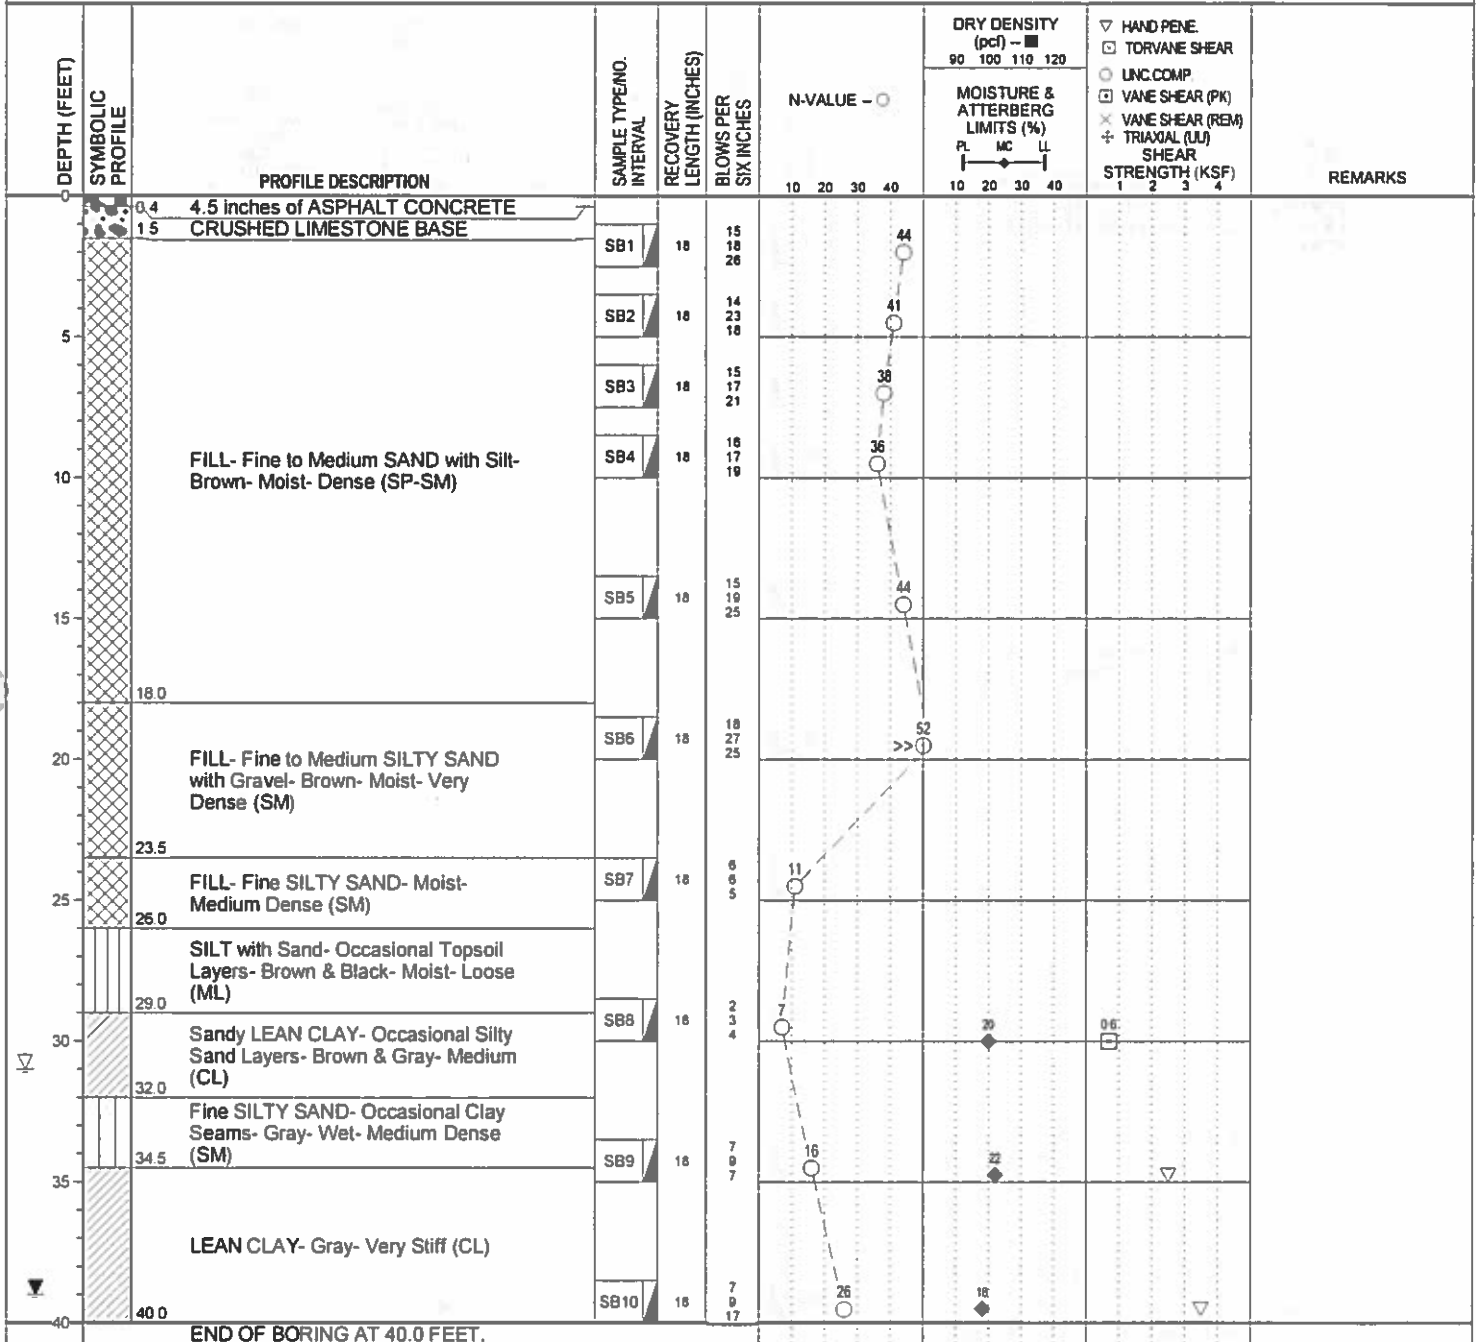 DEPTH (FEET)
SYMBOLIC
PROFILE
PROFILE DESCRIPTION
SAMPLE TYPE/NO.
INTERVAL
RECOVERY
LENGTH (INCHES)
BLOWS PER
SIX INCHES
N-VALUE –
10 20 30 40
DRY DENSITY
(pcf) –
90 100 110 120
MOISTURE &
ATTERBERG
LIMITS (%)
PL MC LL
10 20 30 40
HAND PENE.
TORVANE SHEAR
UNC.COMP.
VANE SHEAR (PK)
VANE SHEAR (REM)
TRIAXIAL (UU)
SHEAR
STRENGTH (KSF)
1 2 3 4
REMARKS
0
0.4 4.5 inches of ASPHALT CONCRETE
1.5 CRUSHED LIMESTONE BASE
SB1 18
15
18
26
44
SB2 18
14
23
18
41
5
SB3 18
15
17
21
38
FILL- Fine to Medium SAND with Silt-
Brown- Moist- Dense (SP-SM)
SB4 18
16
17
19
36
10
SB5 18
15
19
25
44
15
18.0
SB6 18
18
27
25
>> 52
20
FILL- Fine to Medium SILTY SAND
with Gravel- Brown- Moist- Very
Dense (SM)
23.5
SB7 18
6
6
5
11
FILL- Fine SILTY SAND- Moist-
Medium Dense (SM)
25
26.0
SILT with Sand- Occasional Topsoil
Layers- Brown & Black- Moist- Loose
(ML)
29.0
SB8 18
2
3
4
7 20 0.6
30
Sandy LEAN CLAY- Occasional Silty
Sand Layers- Brown & Gray- Medium
(CL)
32.0
Fine SILTY SAND- Occasional Clay
Seams- Gray- Wet- Medium Dense
(SM)
34.5
SB9 18
7
9
7
16 22
35
LEAN CLAY- Gray- Very Stiff (CL)
SB10 18
7
9
17
26 18
40.0
40
END OF BORING AT 40.0 FEET.